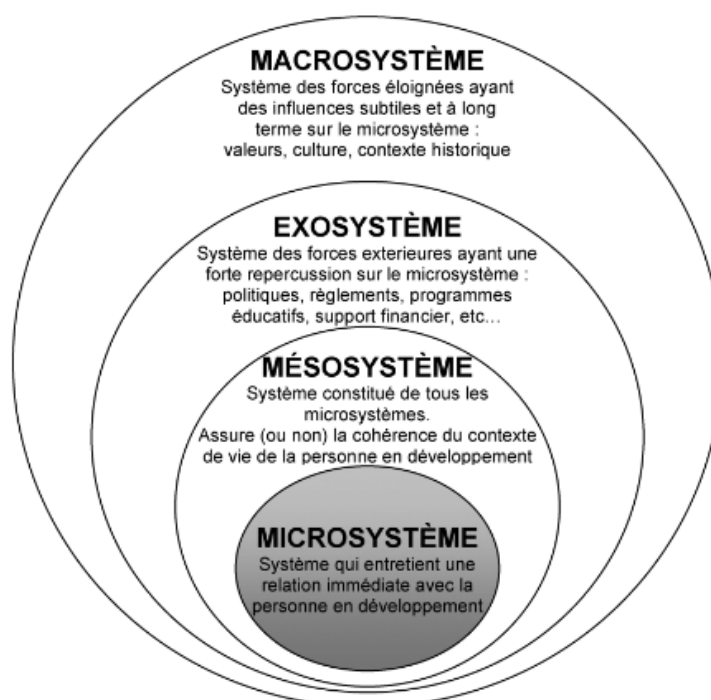 MACROSYSTÈME
Système des forces éloignées ayant
des influences subtiles et à long
terme sur le microsystème :
valeurs, culture, contexte historique
EXOSYSTÈME
Système des forces exterieures ayant une
forte repercussion sur le microsystème :
politiques, règlements, programmes
éducatifs, support financier, etc...
MÉSOSYSTÈME
Système constitué de tous les
microsystèmes.
Assure (ou non) la cohérence du contexte
de vie de la personne en développement
MICROSYSTÈME
Système qui entretient une
relation immédiate avec la
personne en développement